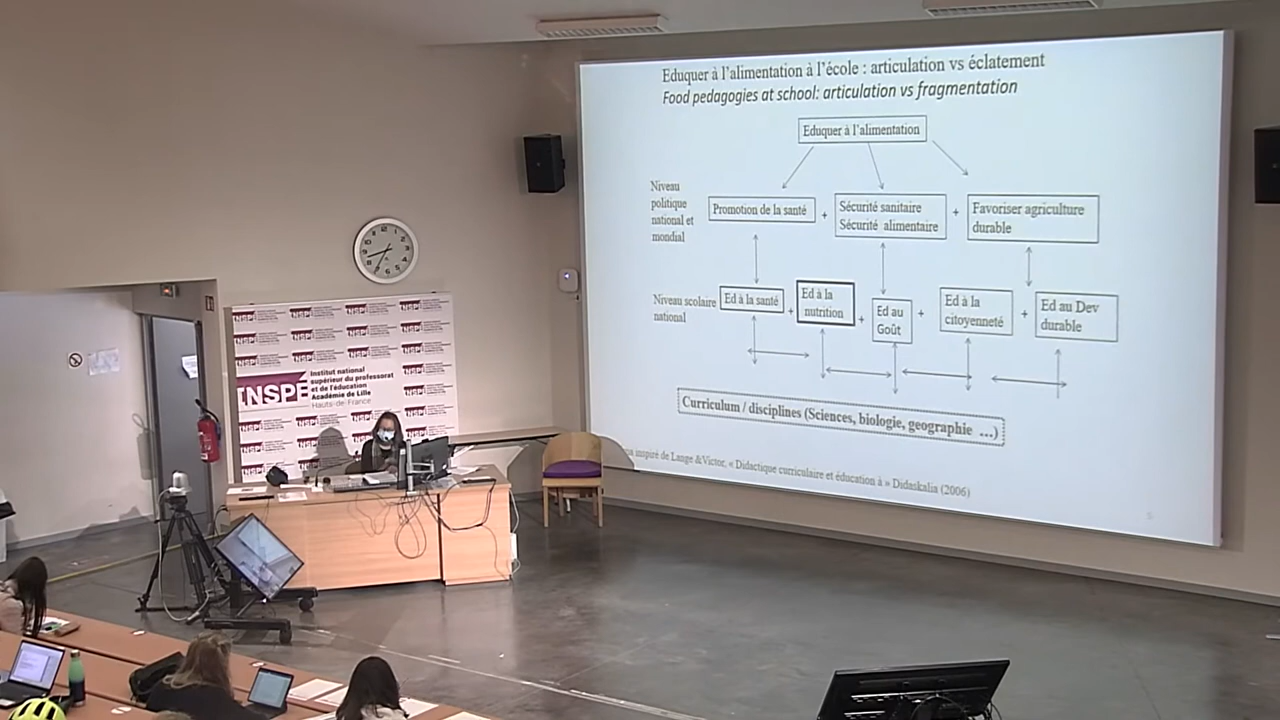 Eduquer à l'alimentation à l'école : articulation vs éclatement
Food pedagogies at school: articulation vs fragmentation
Eduquer à l'alimentation
Niveau
politique
national et
mondial
Promotion de la santé
+
Sécurité sanitaire
Sécurité alimentaire
+
Favoriser agriculture
durable
Niveau scolaire
national
Ed à la santé
+
Ed à la
nutrition
+
Ed au
Goût
+
Ed à la
citoyenneté
+
Ed au Dev
durable
Curriculum / disciplines (Sciences, biologie, geographie ...)
inspiré de Lange &Victor, « Didactique curriculaire et éducation à » Didaskalia (2006)
INSPÉ
Institut national
supérieur du professorat
et de l'éducation
Académie de Lille
Hauts-de-France